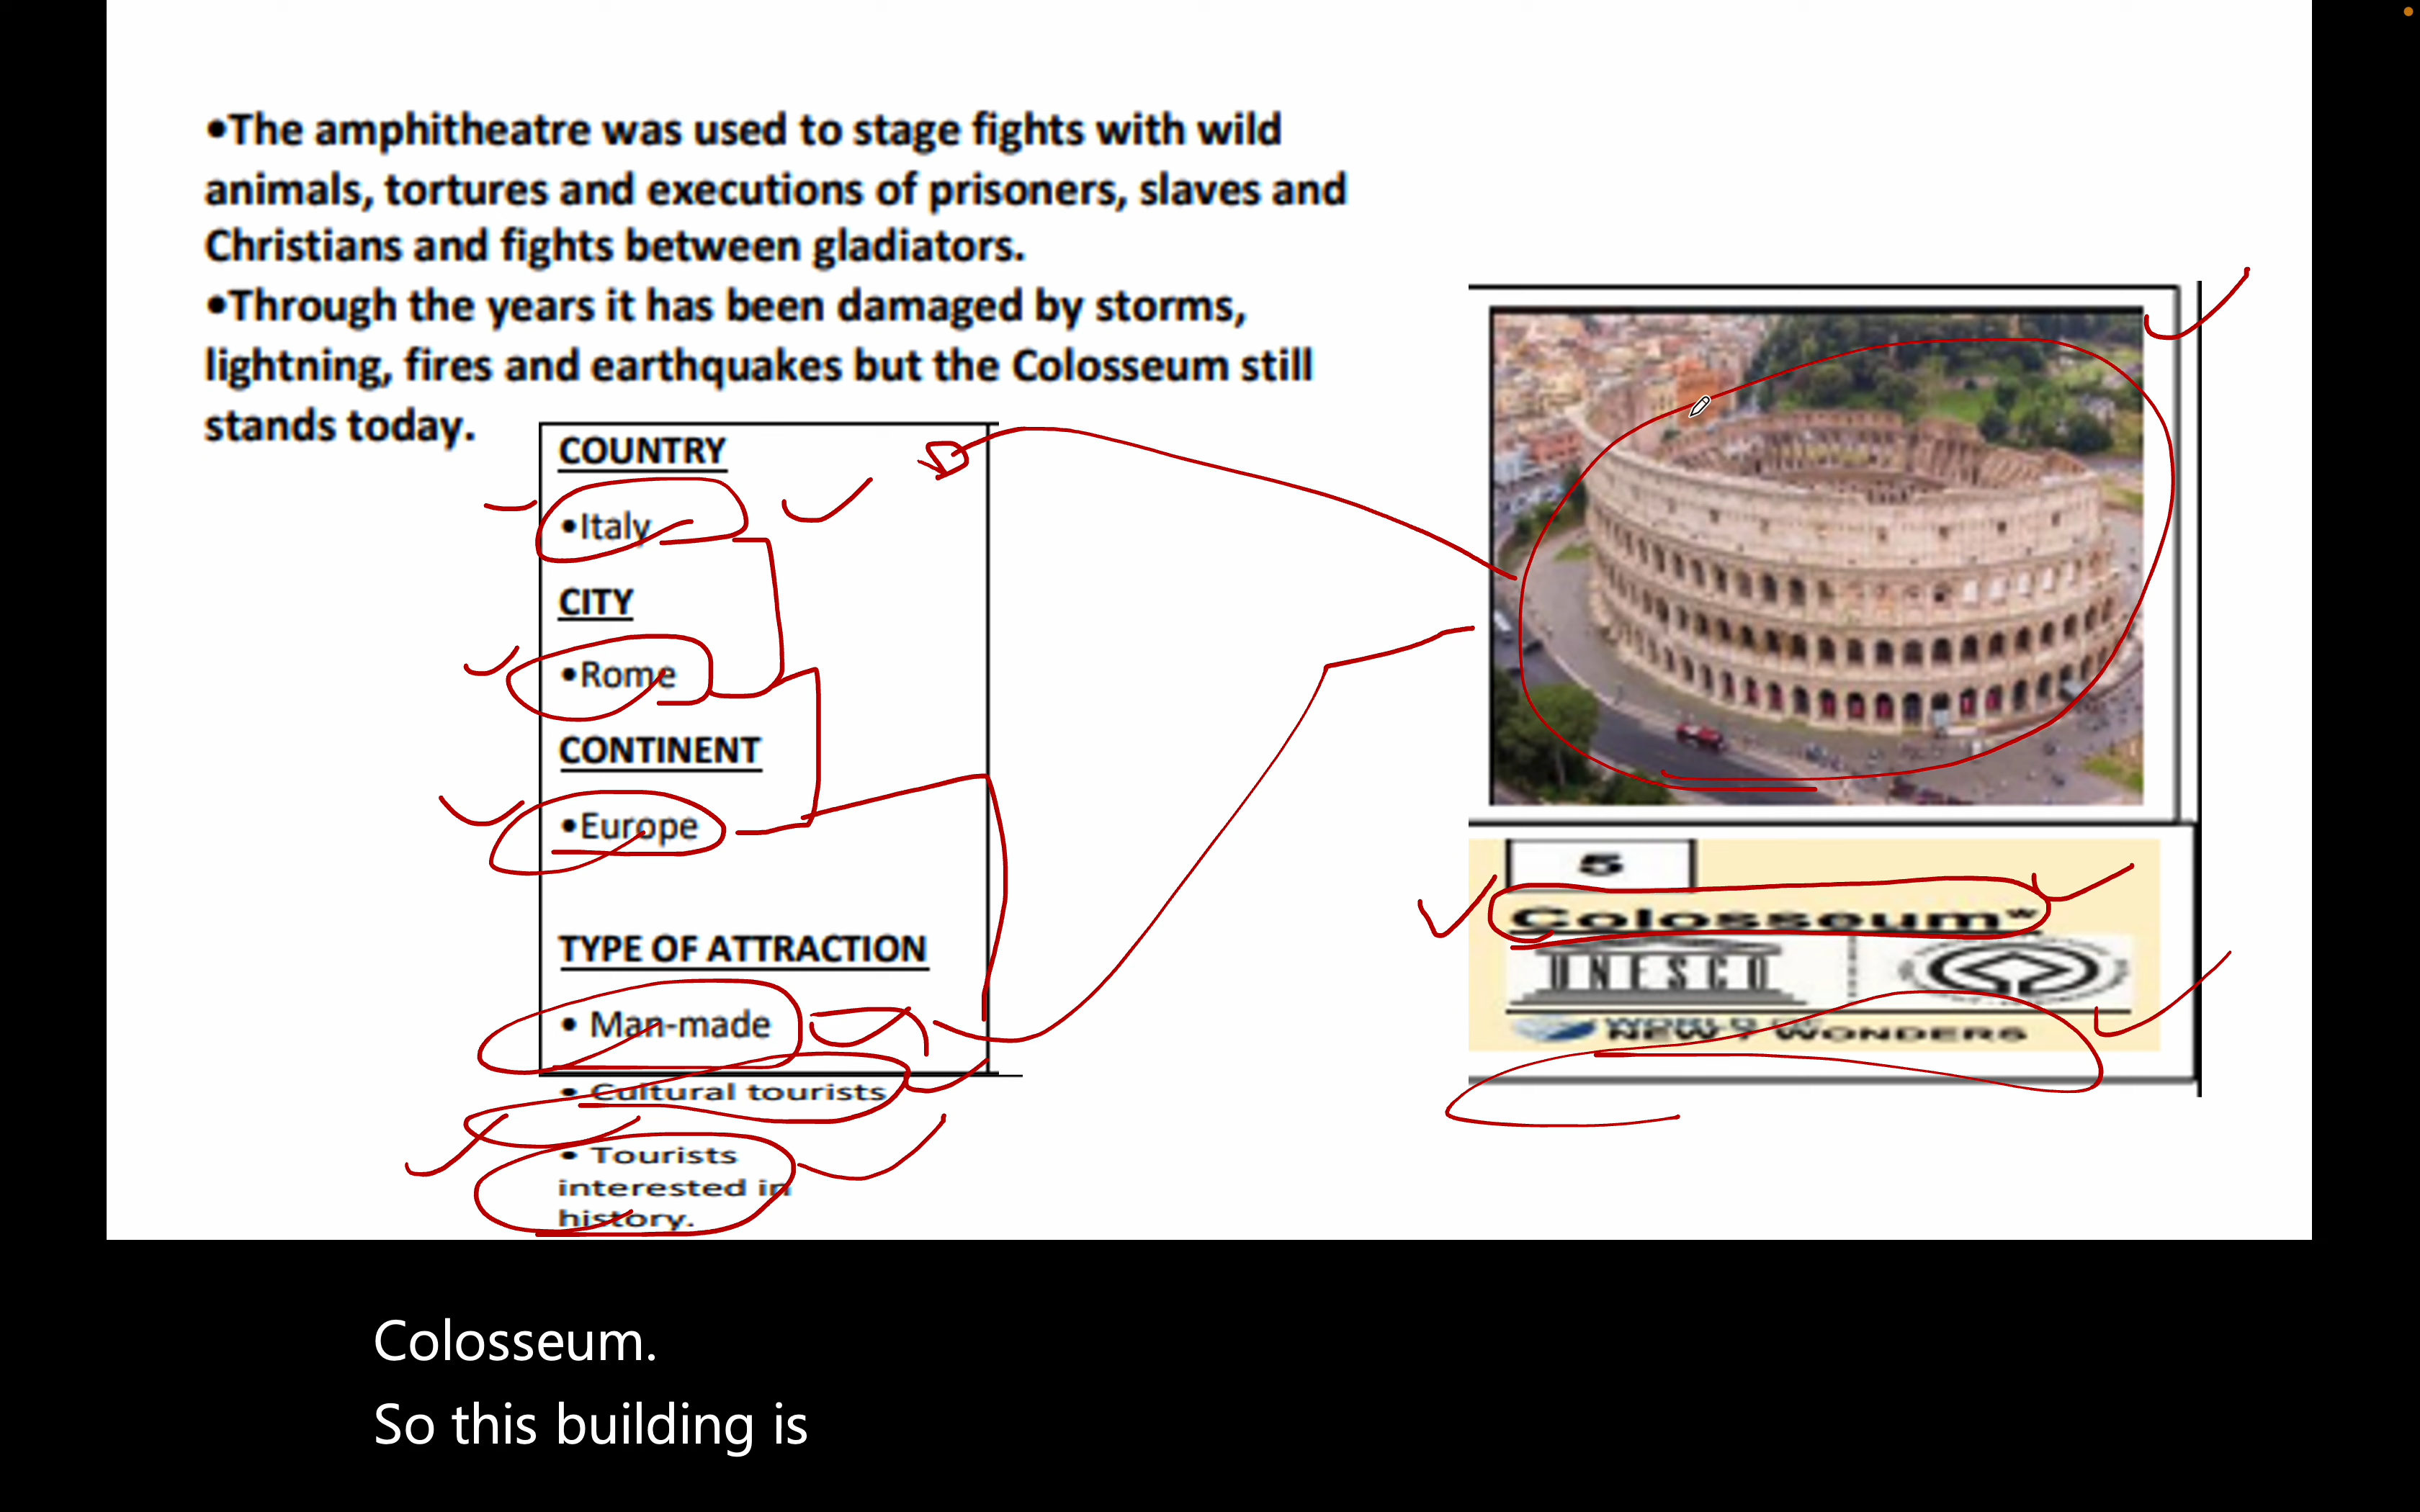 •The amphitheatre was used to stage fights with wild
animals, tortures and executions of prisoners, slaves and
Christians and fights between gladiators.
•Through the years it has been damaged by storms,
lightning, fires and earthquakes but the Colosseum still
stands today.
COUNTRY
•Italy
CITY
•Rome
CONTINENT
•Europe
TYPE OF ATTRACTION
• Man-made
• Cultural tourists
• Tourists
interested in
history.
5
Colosseum*
UNESCO
NEW 7 WONDERS
Colosseum.
So this building is